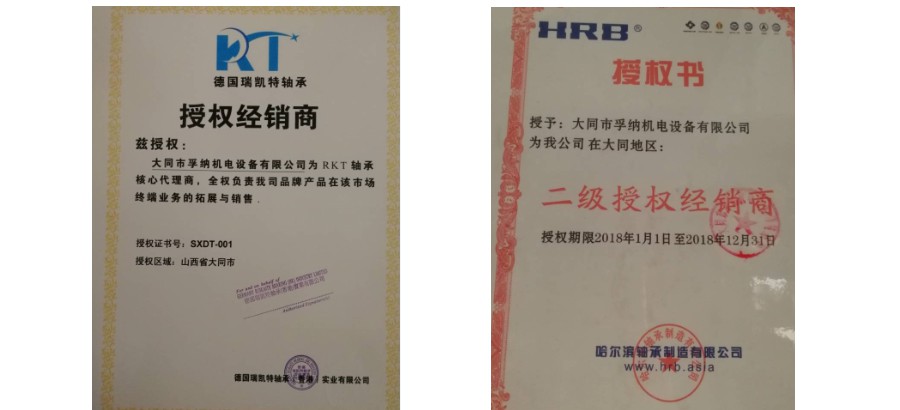 RKT
德国瑞凯特轴承
授权经销商
兹授权:
大同市孚纳机电设备有限公司为RKT轴承
核心代理商,全权负责我司品牌产品在该市场
终端业务的拓展与销售.
授权证书号: SXDT-001
授权区域: 山西省大同市
For and on behalf of
德国瑞凯特轴承(香港)实业有限公司
HRB®
授权书
授予: 大同市孚纳机电设备有限公司
为我公司在大同地区:
二级授权经销商
授权期限2018年1月1日至2018年12月31日
哈尔滨轴承制造有限公司
www.hrb.asia